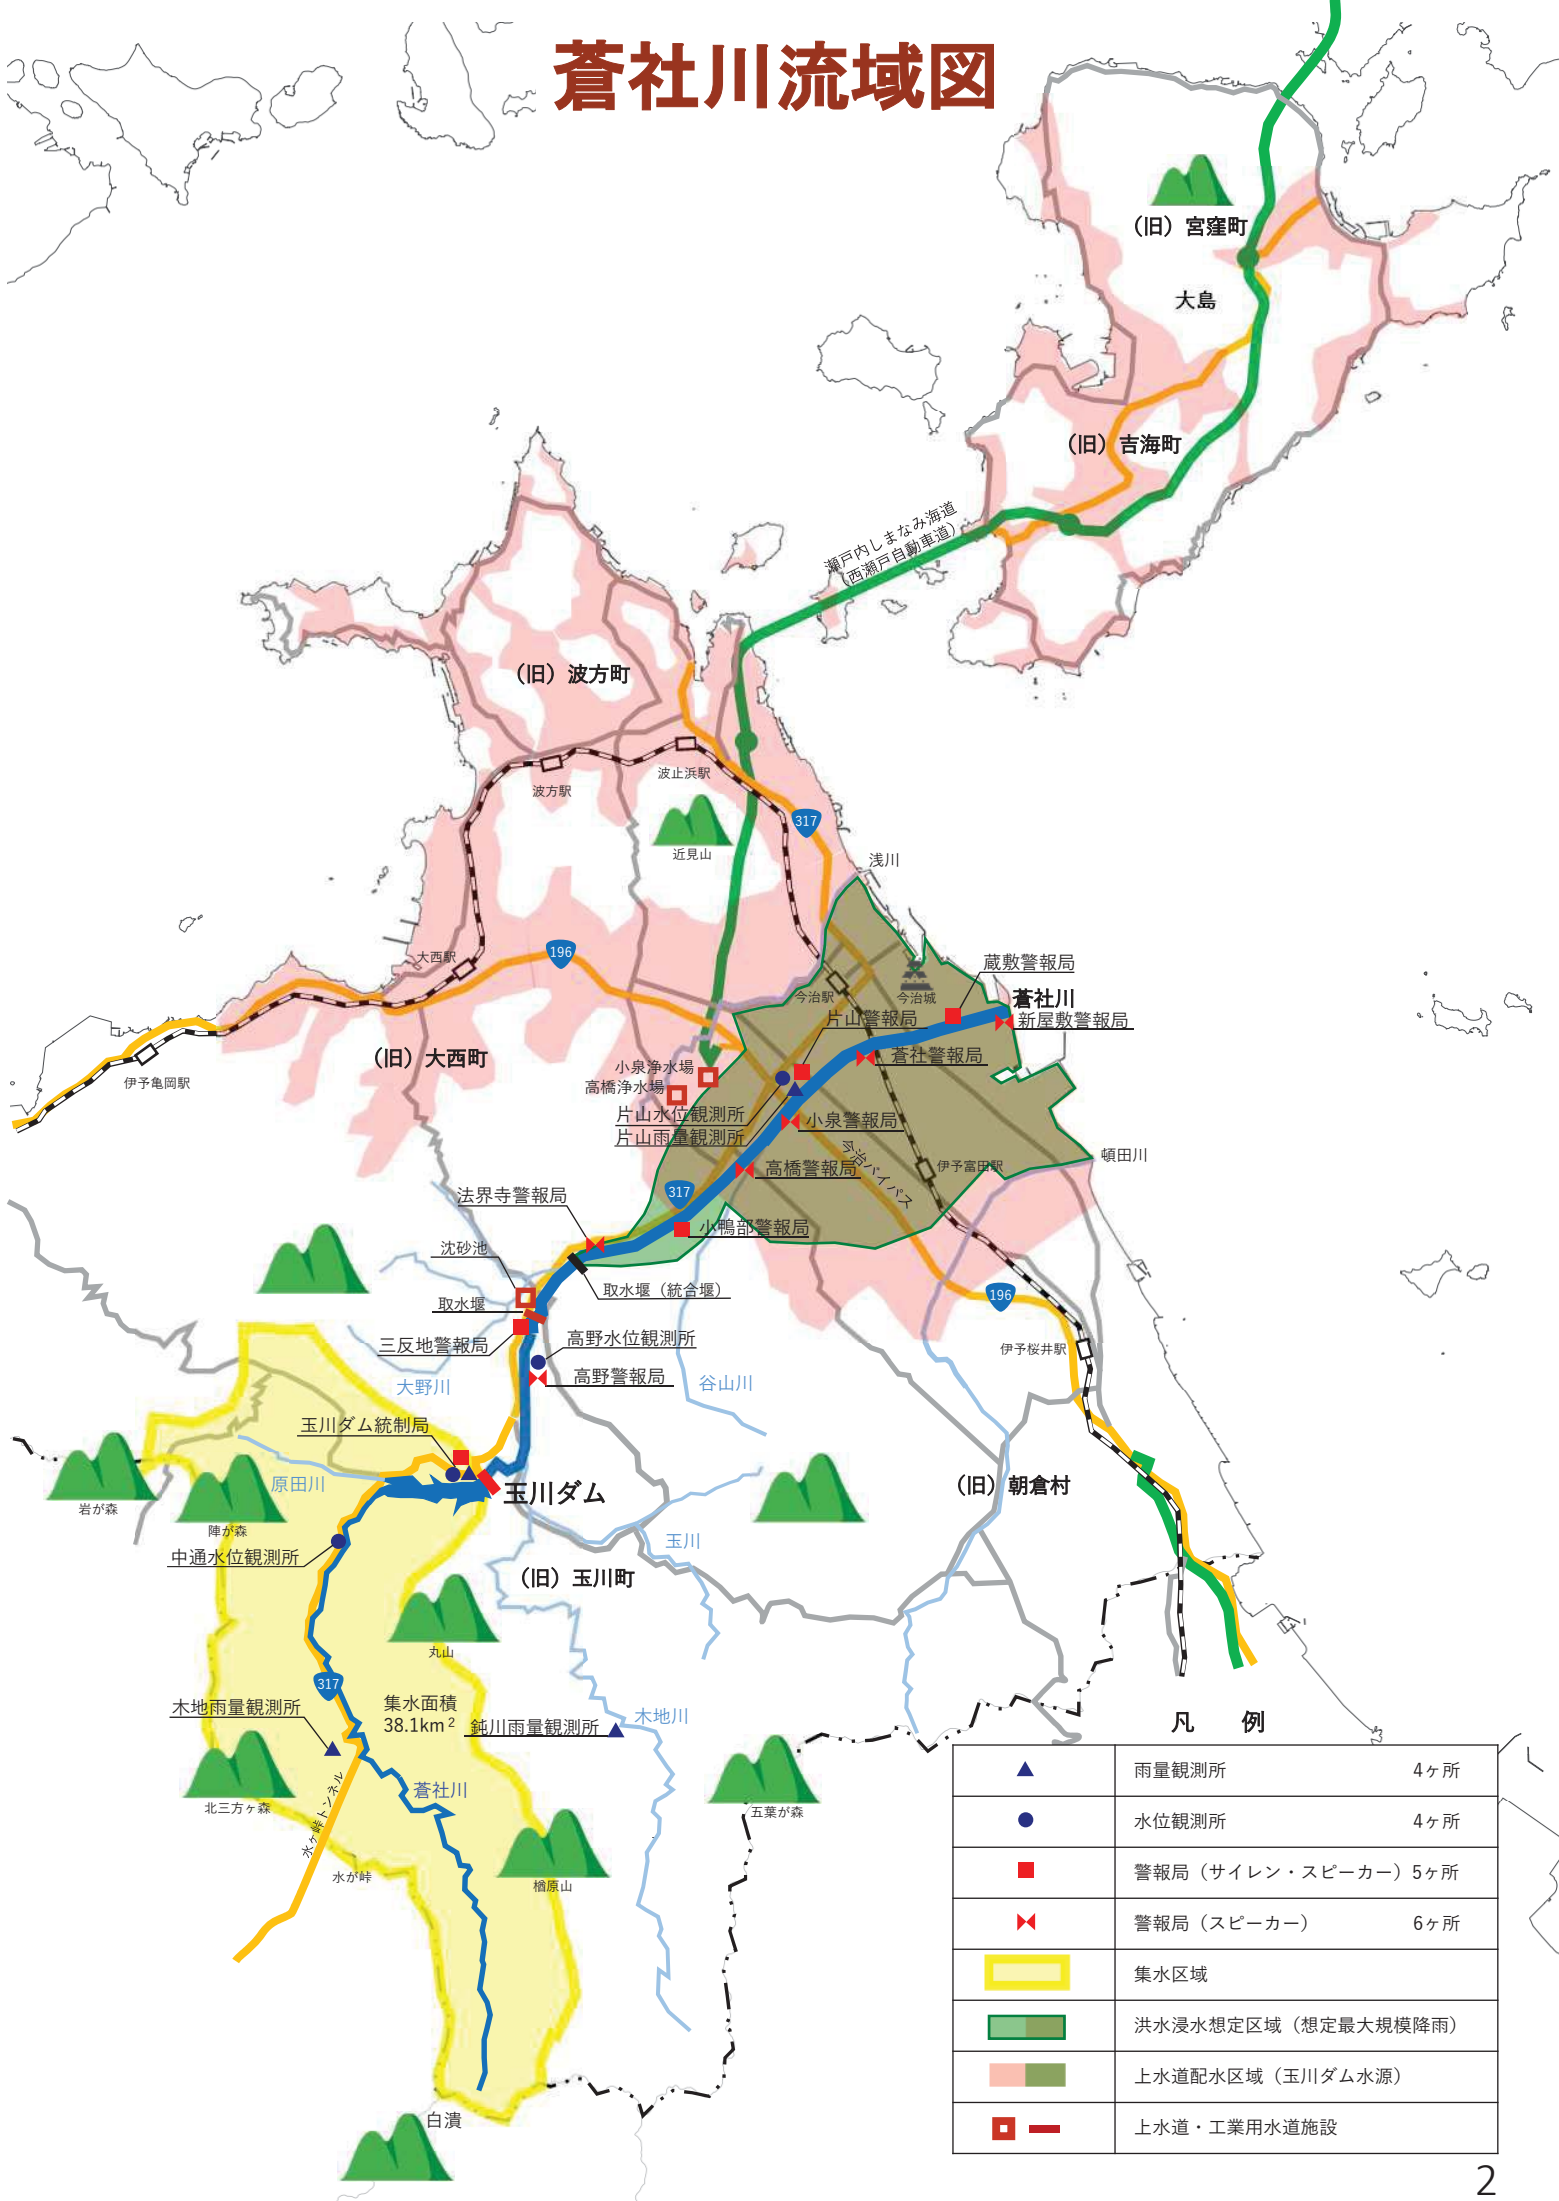 蒼社川流域図
（旧）宮窪町
大島
（旧）吉海町
瀬戸内しまなみ海道
（西瀬戸自動車道）
（旧）波方町
波止浜駅
波方駅
317
近見山
浅川
大西駅
196
蔵敷警報局
今治駅
今治城
蒼社川
片山警報局
新屋敷警報局
（旧）大西町
蒼社警報局
小泉浄水場
伊予亀岡駅
高橋浄水場
片山水位観測所
小泉警報局
片山雨量観測所
今治バイパス
高橋警報局
伊予富田駅
頓田川
法界寺警報局
317
小鴨部警報局
沈砂池
取水堰（統合堰）
196
取水堰
三反地警報局
高野水位観測所
伊予桜井駅
高野警報局
大野川
谷山川
玉川ダム統制局
原田川
玉川ダム
（旧）朝倉村
岩が森
陣が森
玉川
中通水位観測所
（旧）玉川町
丸山
317
集水面積
38.1km²
木地雨量観測所
鈍川雨量観測所
木地川
水ヶ峠トンネル
蒼社川
北三方ヶ森
五葉が森
水が峠
楢原山
白潰
凡 例
雨量観測所 4ヶ所
水位観測所 4ヶ所
警報局（サイレン・スピーカー）5ヶ所
警報局（スピーカー） 6ヶ所
集水区域
洪水浸水想定区域（想定最大規模降雨）
上水道配水区域（玉川ダム水源）
上水道・工業用水道施設
2